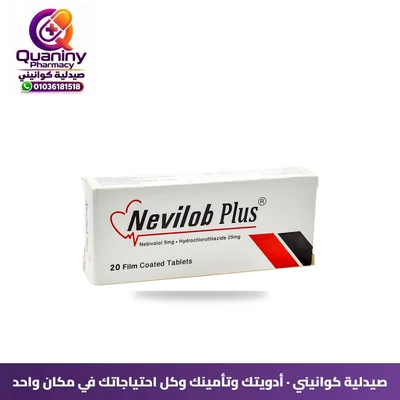 Quaniny
Pharmacy
صيدلية كوانيني
01036181518
Nevilob Plus®
Nebivolol 5mg + Hydrochlorothiazide 25mg
20 Film Coated Tablets
صيدلية كوانيني · أدويتك وتأمينك وكل احتياجاتك في مكان واحد